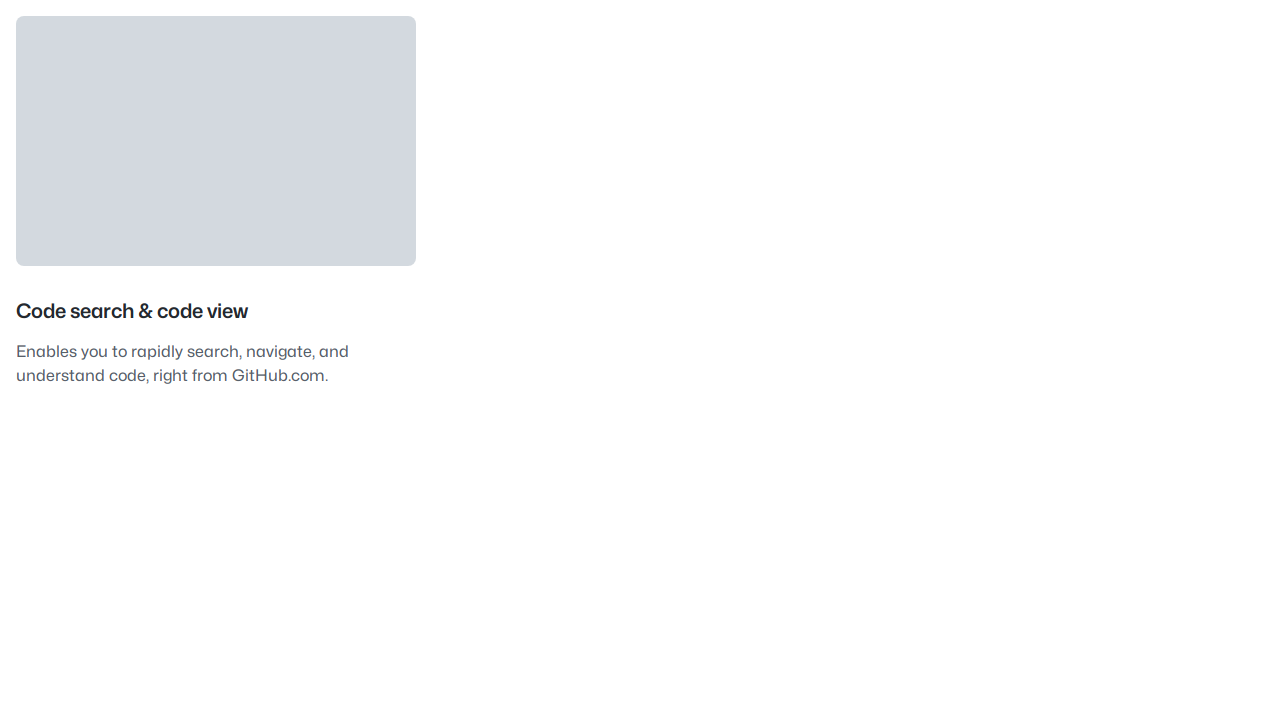 Code search & code view
Enables you to rapidly search, navigate, and
understand code, right from GitHub.com.